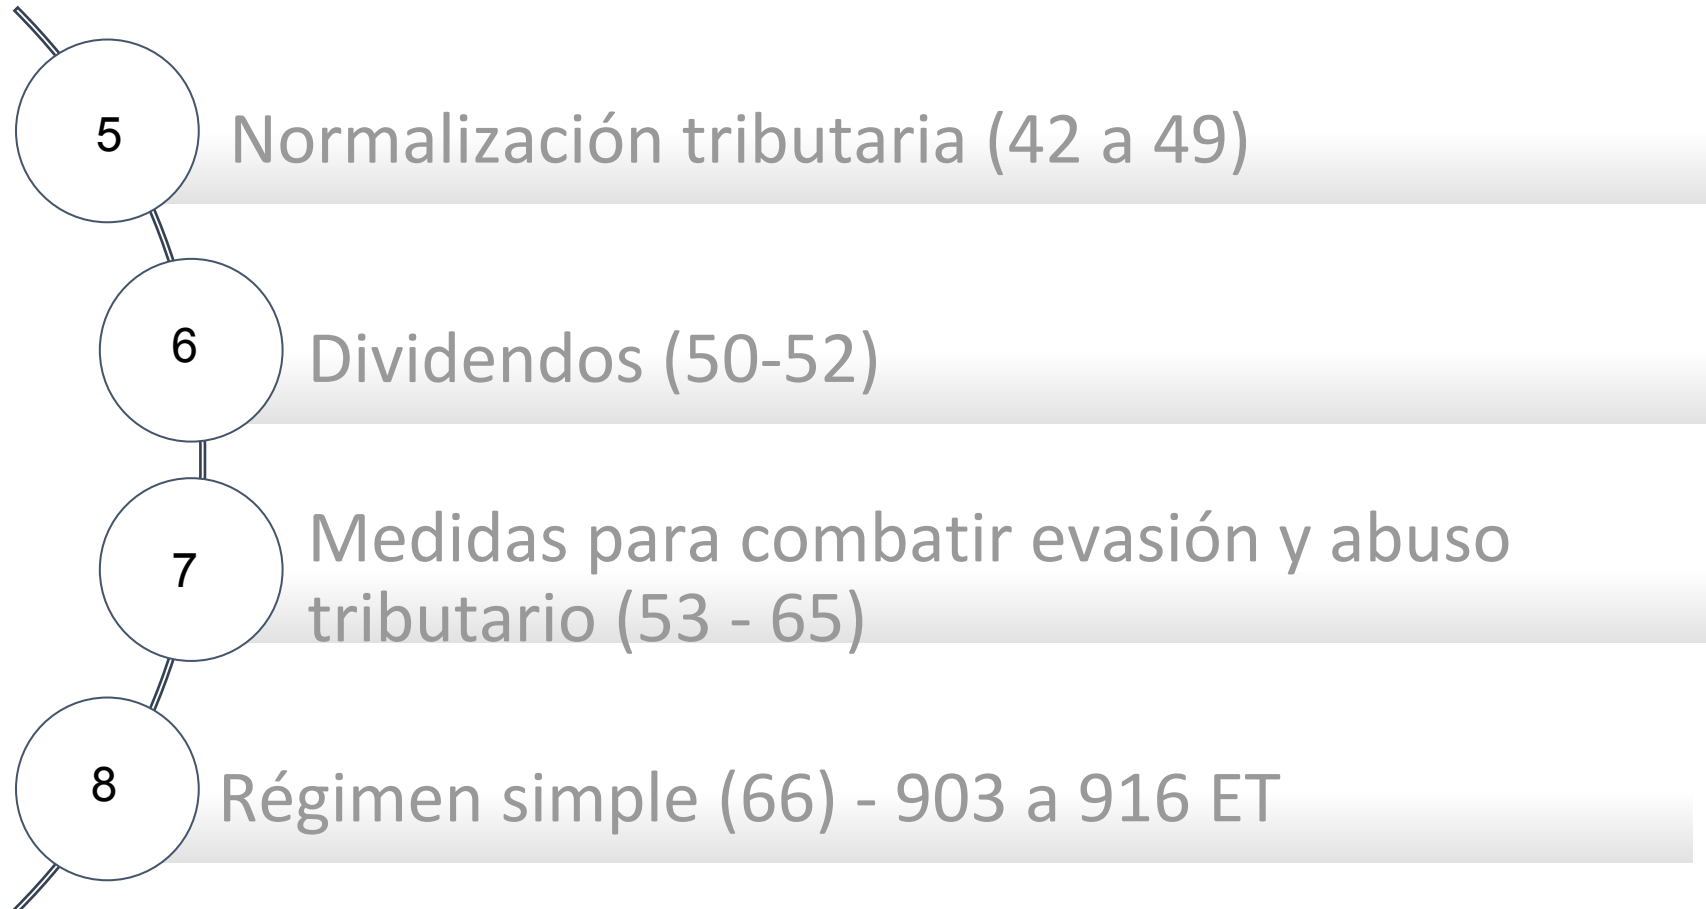 5
Normalización tributaria (42 a 49)
6
Dividendos (50-52)
7
Medidas para combatir evasión y abuso
tributario (53 - 65)
8
Régimen simple (66) - 903 a 916 ET